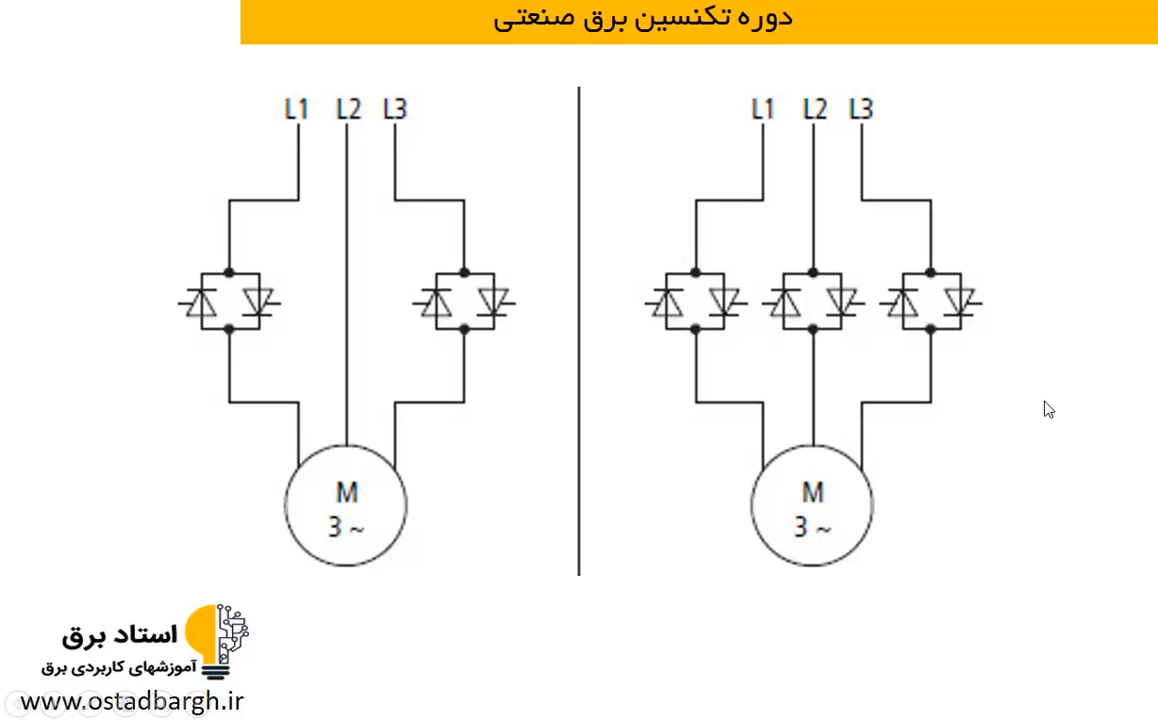 دوره تکنسین برق صنعتی
L1 L2 L3
L1 L2 L3
M
3 ~
M
3 ~
استاد برق
آموزشهای کاربردی برق
www.ostadbargh.ir